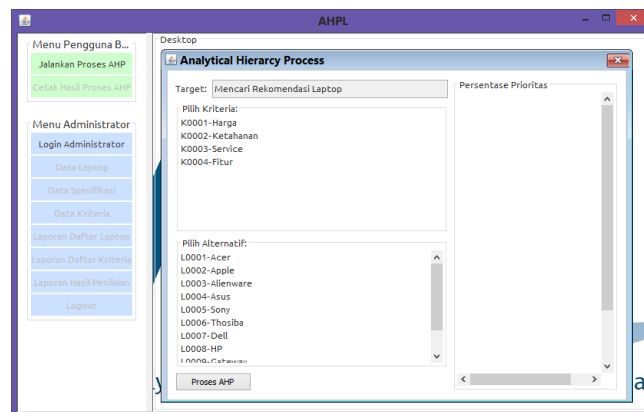 AHPL
Menu Pengguna B...
Jalankan Proses AHP
Cetak Hasil Proses AHP
Menu Administrator
Login Administrator
Data Laptop
Data Spesifikasi
Data Kriteria
Laporan Daftar Laptop
Laporan Daftar Kriteria
Laporan Hasil Penilaian
Logout
Desktop
Analytical Hierarcy Process
Target: Mencari Rekomendasi Laptop
Pilih Kriteria:
K0001-Harga
K0002-Ketahanan
K0003-Service
K0004-Fitur
Pilih Alternatif:
L0001-Acer
L0002-Apple
L0003-Alienware
L0004-Asus
L0005-Sony
L0006-Thosiba
L0007-Dell
L0008-HP
L0009-Gateway
Proses AHP
Persentase Prioritas